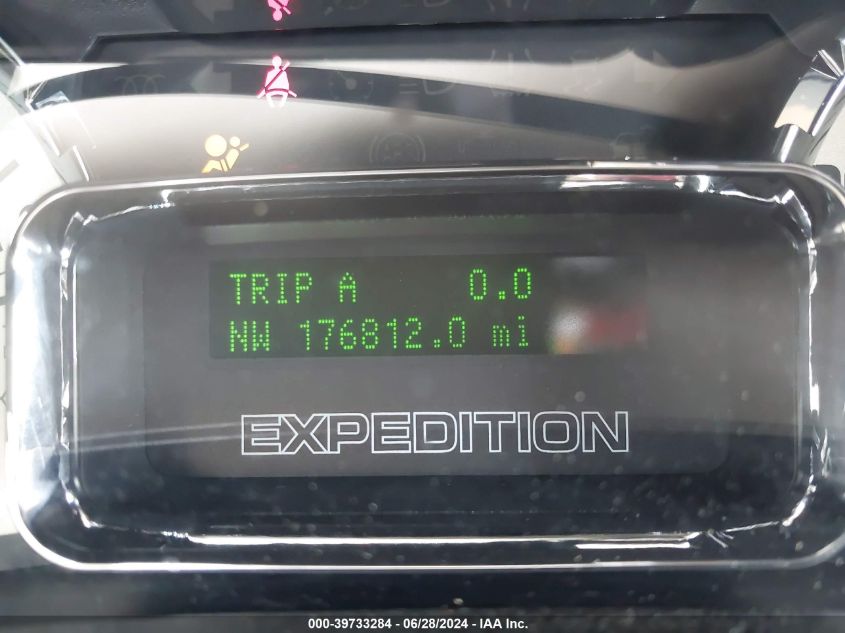 TRIP A 0.0
NW 176812.0 mi
EXPEDITION
000-39733284 - 06/28/2024 - IAA Inc.